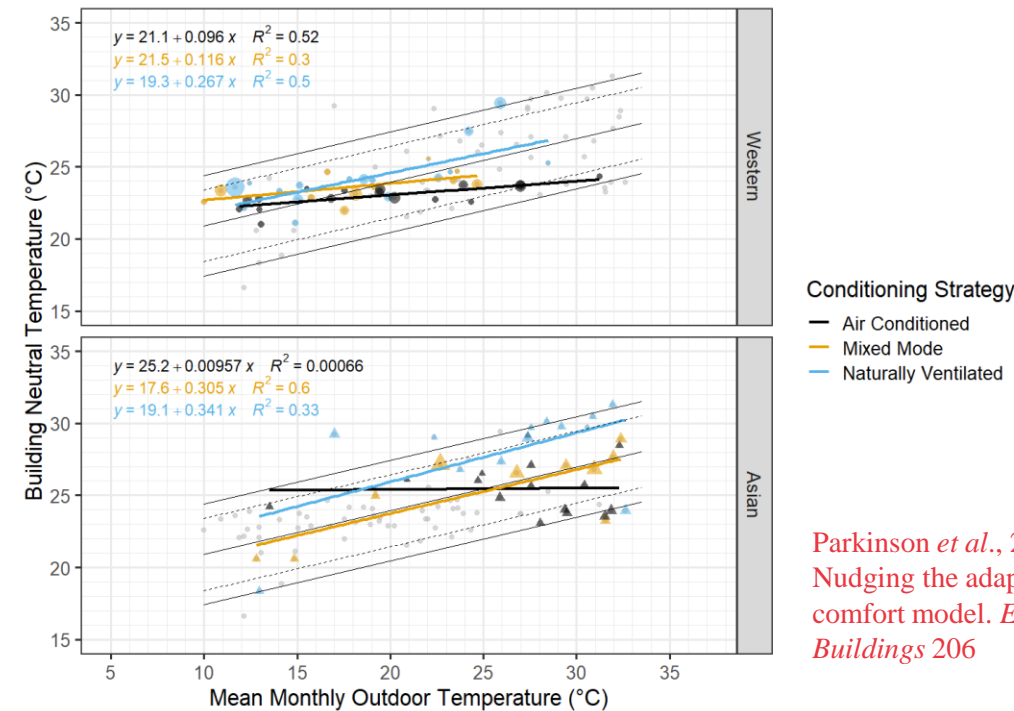 35
30
25
20
15
y = 21.1 + 0.096 x R² = 0.52
y = 21.5 + 0.116 x R² = 0.3
y = 19.3 + 0.267 x R² = 0.5
Western
Building Neutral Temperature (°C)
35
30
25
20
15
y = 25.2 + 0.00957 x R² = 0.00066
y = 17.6 + 0.305 x R² = 0.6
y = 19.1 + 0.341 x R² = 0.33
Asian
5 10 15 20 25 30 35
Mean Monthly Outdoor Temperature (°C)
Conditioning Strategy
Air Conditioned
Mixed Mode
Naturally Ventilated
Parkinson et al.,
Nudging the
comfort model.
Buildings 206